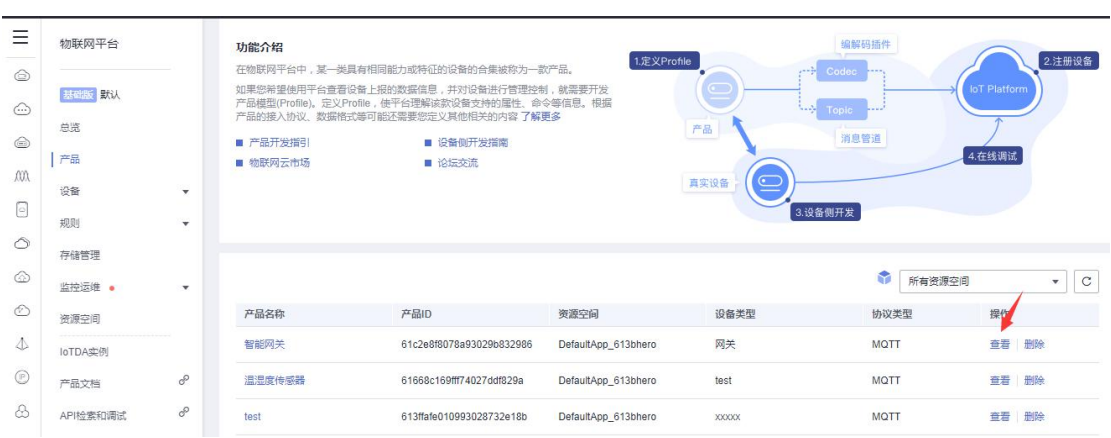 物联网平台
基础版 默认
总览
产品
设备
规则
存储管理
监控运维
资源空间
IoTDA实例
产品文档
API检索和调试
功能介绍
在物联网平台中，某一类具有相同能力或特征的设备的合集被称为一款产品。
如果您希望使用平台查看设备上报的数据信息，并对设备进行管理控制，就需要开发
产品模型(Profile)。定义Profile，使平台理解该款设备支持的属性、命令等信息。根据
产品的接入协议、数据格式等可能还需要您定义其他相关的内容 了解更多
产品开发指引 设备侧开发指南
物联网云市场 论坛交流
编解码插件
1.定义Profile
2.注册设备
Codec
IoT Platform
Topic
产品
消息管道
4.在线调试
真实设备
3.设备侧开发
所有资源空间
产品名称 产品ID 资源空间 设备类型 协议类型 操作
智能网关 61c2e8f8078a93029b832986 DefaultApp_613bhero 网关 MQTT 查看 删除
温湿度传感器 61668c169fff74027ddf829a DefaultApp_613bhero test MQTT 查看 删除
test 613ffafe010993028732e18b DefaultApp_613bhero xxxxx MQTT 查看 删除